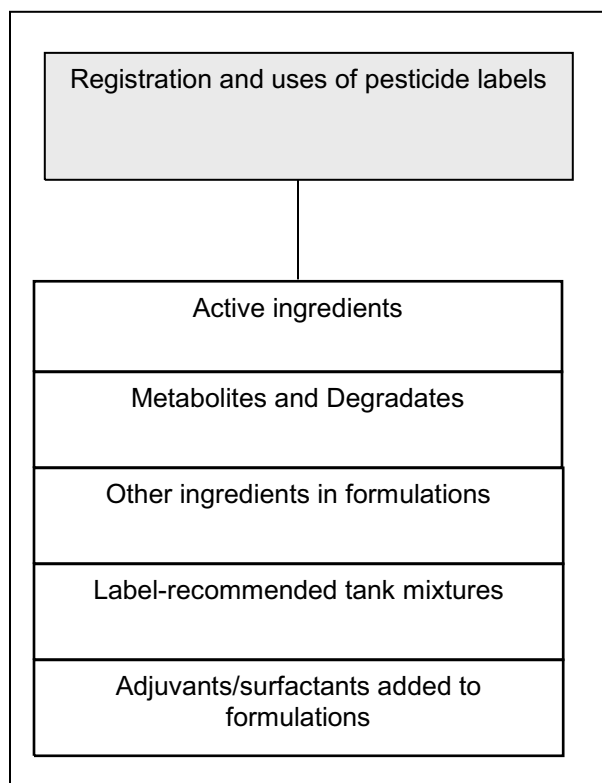 Registration and uses of pesticide labels
Active ingredients
Metabolites and Degradates
Other ingredients in formulations
Label-recommended tank mixtures
Adjuvants/surfactants added to
formulations